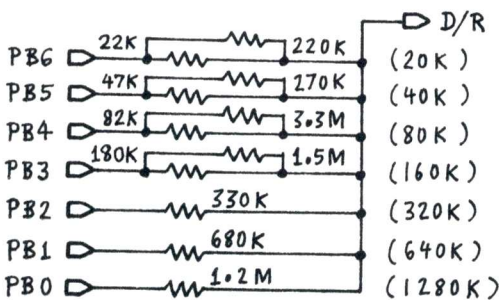 D/R
PB6 22K 220K (20K)
PB5 47K 270K (40K)
PB4 82K 3.3M (80K)
PB3 180K 1.5M (160K)
PB2 330K (320K)
PB1 680K (640K)
PB0 1.2M (1280K)